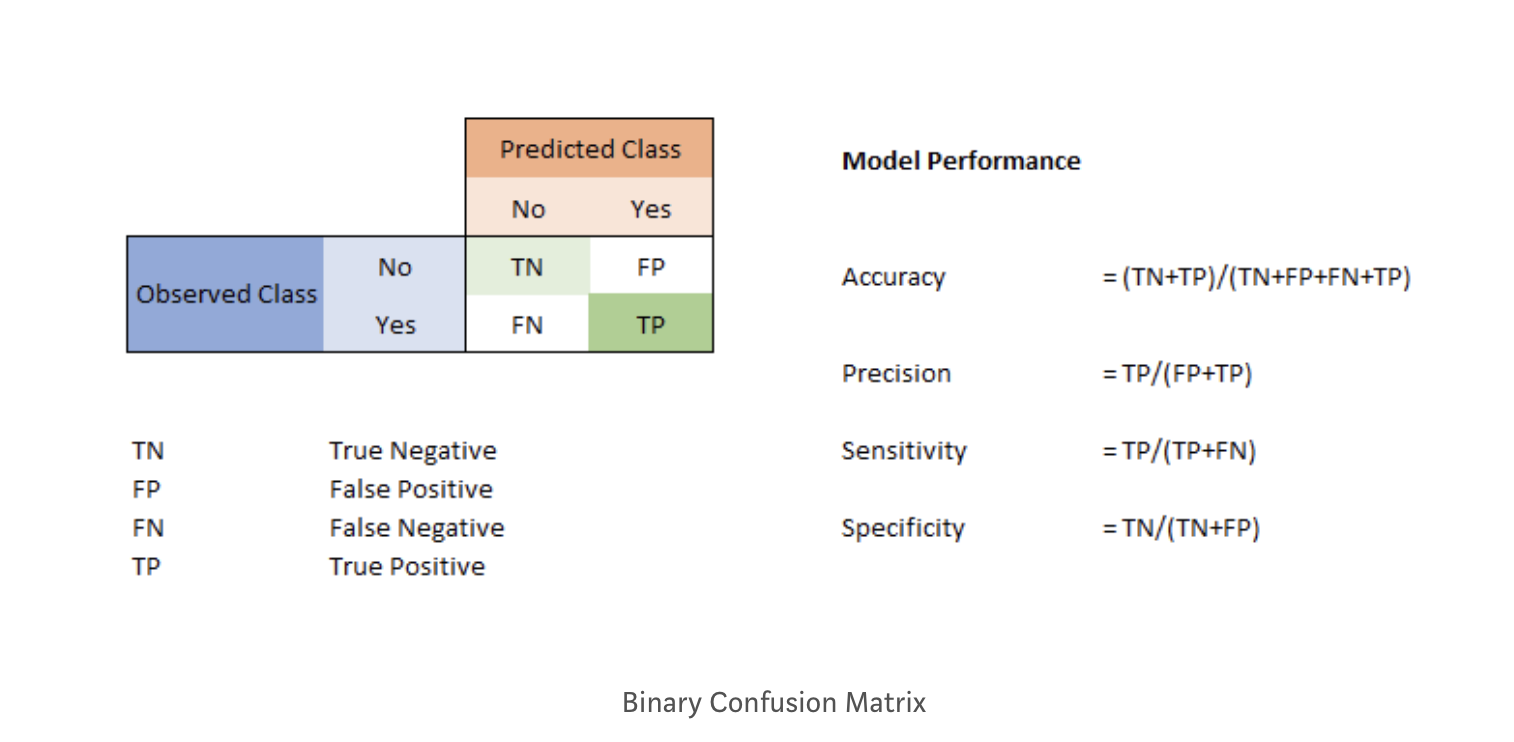 Predicted Class
No Yes
Observed Class
No TN FP
Yes FN TP
TN True Negative
FP False Positive
FN False Negative
TP True Positive
Model Performance
Accuracy =(TN+TP)/(TN+FP+FN+TP)
Precision =TP/(FP+TP)
Sensitivity =TP/(TP+FN)
Specificity =TN/(TN+FP)
Binary Confusion Matrix